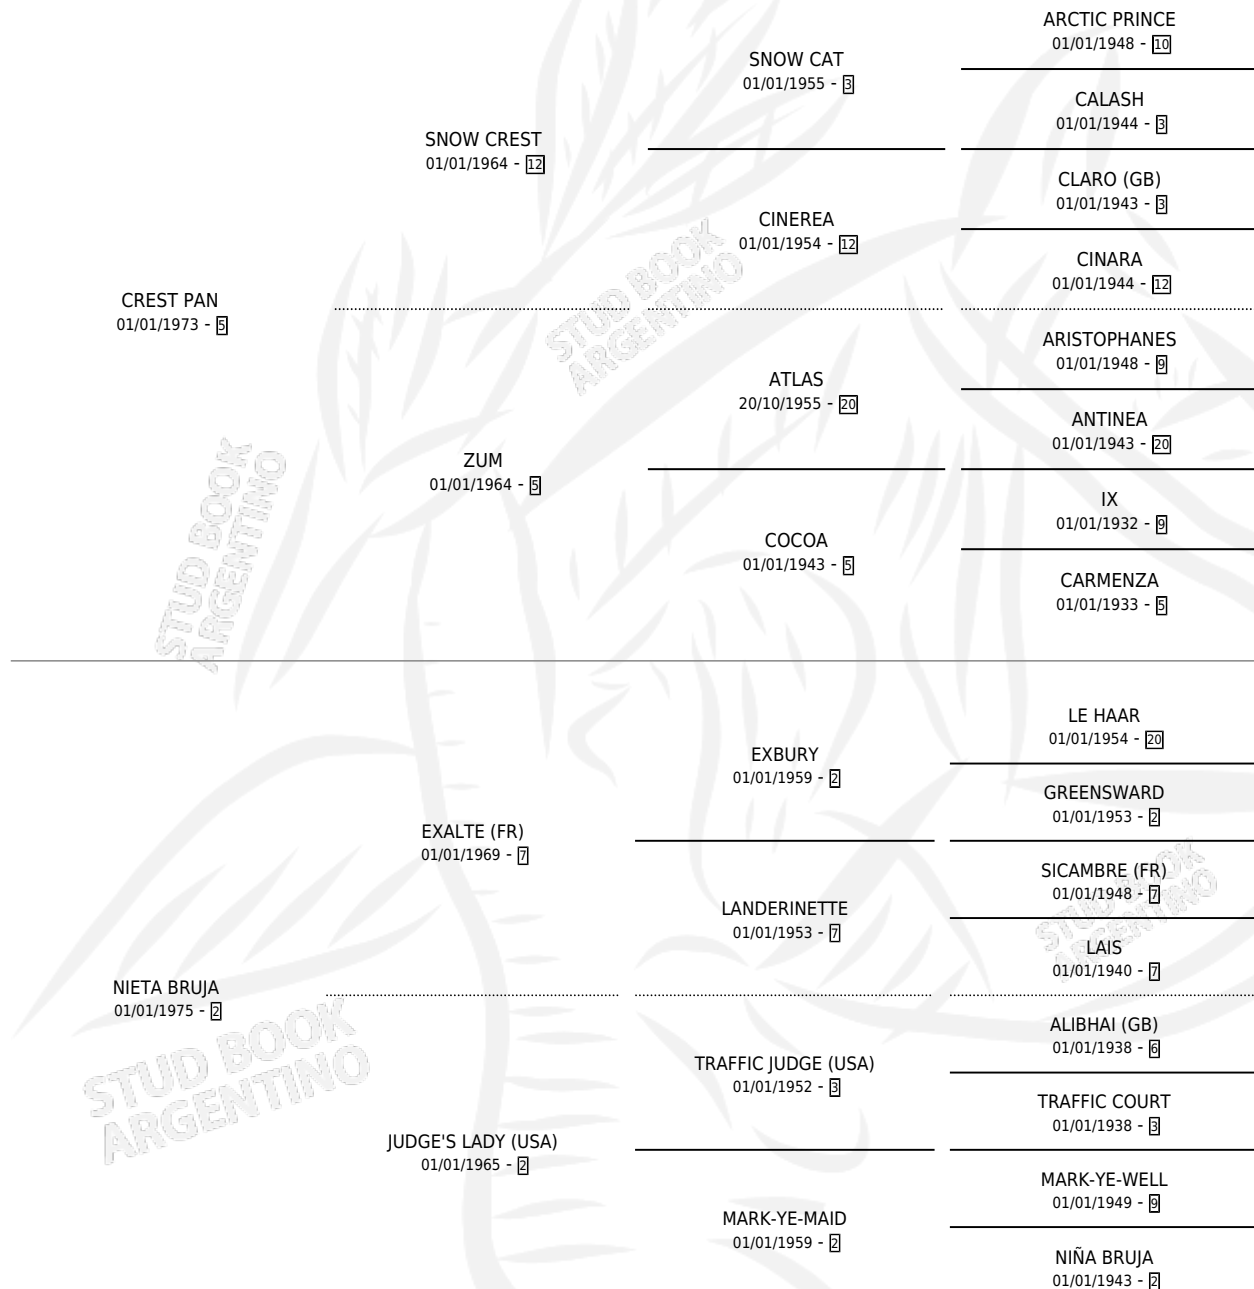 ARCTIC PRINCE
01/01/1948 - 10
SNOW CAT
01/01/1955 - 3
CALASH
01/01/1944 - 3
SNOW CREST
01/01/1964 - 12
CLARO (GB)
01/01/1943 - 3
CINEREA
01/01/1954 - 12
CINARA
01/01/1944 - 12
CREST PAN
01/01/1973 - 5
STUD BOOK
ARGENTINO
ARISTOPHANES
01/01/1948 - 9
ATLAS
20/10/1955 - 20
ANTINEA
01/01/1943 - 20
ZUM
01/01/1964 - 5
IX
01/01/1932 - 9
COCOA
01/01/1943 - 5
CARMENZA
01/01/1933 - 5
STUD BOOK
ARGENTINO
LE HAAR
01/01/1954 - 20
EXBURY
01/01/1959 - 2
GREENSWARD
01/01/1953 - 2
EXALTE (FR)
01/01/1969 - 7
SICAMBRE (FR)
01/01/1948 - 7
LANDERINETTE
01/01/1953 - 7
STUD BOOK
ARGENTINO
LAIS
01/01/1940 - 7
NIETA BRUJA
01/01/1975 - 2
STUD BOOK
ARGENTINO
ALIBHAI (GB)
01/01/1938 - 6
TRAFFIC JUDGE (USA)
01/01/1952 - 3
TRAFFIC COURT
01/01/1938 - 3
JUDGE'S LADY (USA)
01/01/1965 - 2
MARK-YE-WELL
01/01/1949 - 9
MARK-YE-MAID
01/01/1959 - 2
NIÑA BRUJA
01/01/1943 - 2